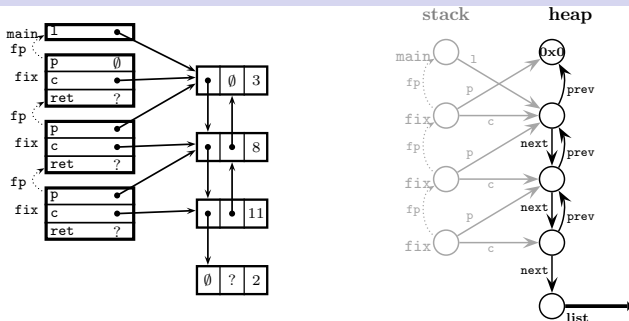 stack heap
main l
fp
p ∅
fix c
ret ?
fp
p
fix c
ret ?
fp
p
fix c
ret ?
∅ 3
8
11
∅ ? 2
main 0x0
l
fp p prev
fix c
next
fp p prev
fix c
next
fp p prev
fix c
next
list